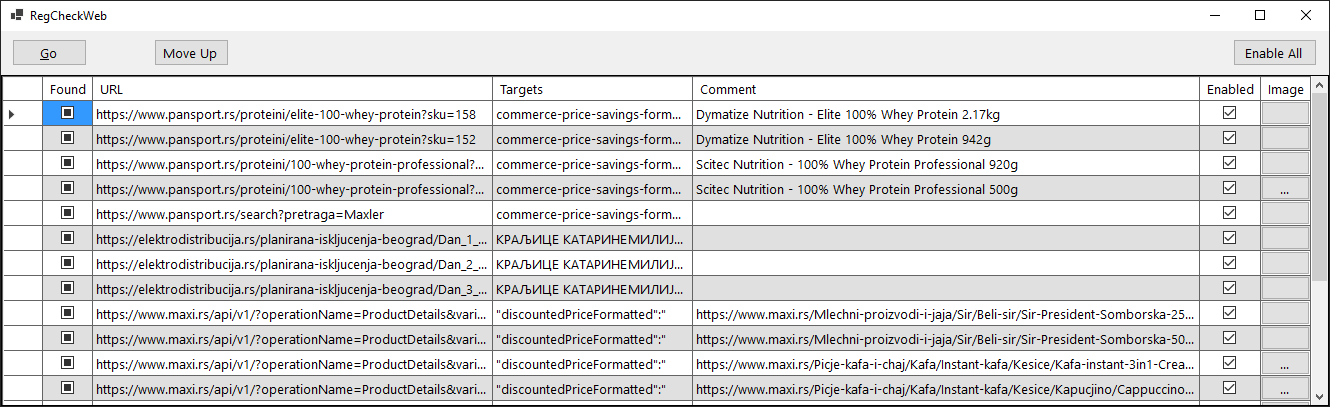 RegCheckWeb
Go Move Up Enable All
Found URL Targets Comment Enabled Image
https://www.pansport.rs/proteini/elite-100-whey-protein?sku=158 commerce-price-savings-form... Dymatize Nutrition - Elite 100% Whey Protein 2.17kg
https://www.pansport.rs/proteini/elite-100-whey-protein?sku=152 commerce-price-savings-form... Dymatize Nutrition - Elite 100% Whey Protein 942g
https://www.pansport.rs/proteini/100-whey-protein-professional?... commerce-price-savings-form... Scitec Nutrition - 100% Whey Protein Professional 920g
https://www.pansport.rs/proteini/100-whey-protein-professional?... commerce-price-savings-form... Scitec Nutrition - 100% Whey Protein Professional 500g ...
https://www.pansport.rs/search?pretraga=Maxler commerce-price-savings-form...
https://elektrodistribucija.rs/planirana-iskljucenja-beograd/Dan_1_... КРАЉИЦЕ КАТАРИНЕМИЛИЈ...
https://elektrodistribucija.rs/planirana-iskljucenja-beograd/Dan_2_... КРАЉИЦЕ КАТАРИНЕМИЛИЈ...
https://elektrodistribucija.rs/planirana-iskljucenja-beograd/Dan_3_... КРАЉИЦЕ КАТАРИНЕМИЛИЈ...
https://www.maxi.rs/api/v1/?operationName=ProductDetails&vari... "discountedPriceFormatted":" https://www.maxi.rs/Mlechni-proizvodi-i-jaja/Sir/Beli-sir/Sir-President-Somborska-25...
https://www.maxi.rs/api/v1/?operationName=ProductDetails&vari... "discountedPriceFormatted":" https://www.maxi.rs/Mlechni-proizvodi-i-jaja/Sir/Beli-sir/Sir-President-Somborska-50...
https://www.maxi.rs/api/v1/?operationName=ProductDetails&vari... "discountedPriceFormatted":" https://www.maxi.rs/Picje-kafa-i-chaj/Kafa/Instant-kafa/Kesice/Kafa-instant-3in1-Crea... ...
https://www.maxi.rs/api/v1/?operationName=ProductDetails&vari... "discountedPriceFormatted":" https://www.maxi.rs/Picje-kafa-i-chaj/Kafa/Instant-kafa/Kesice/Kapucjino/Cappuccino... ...